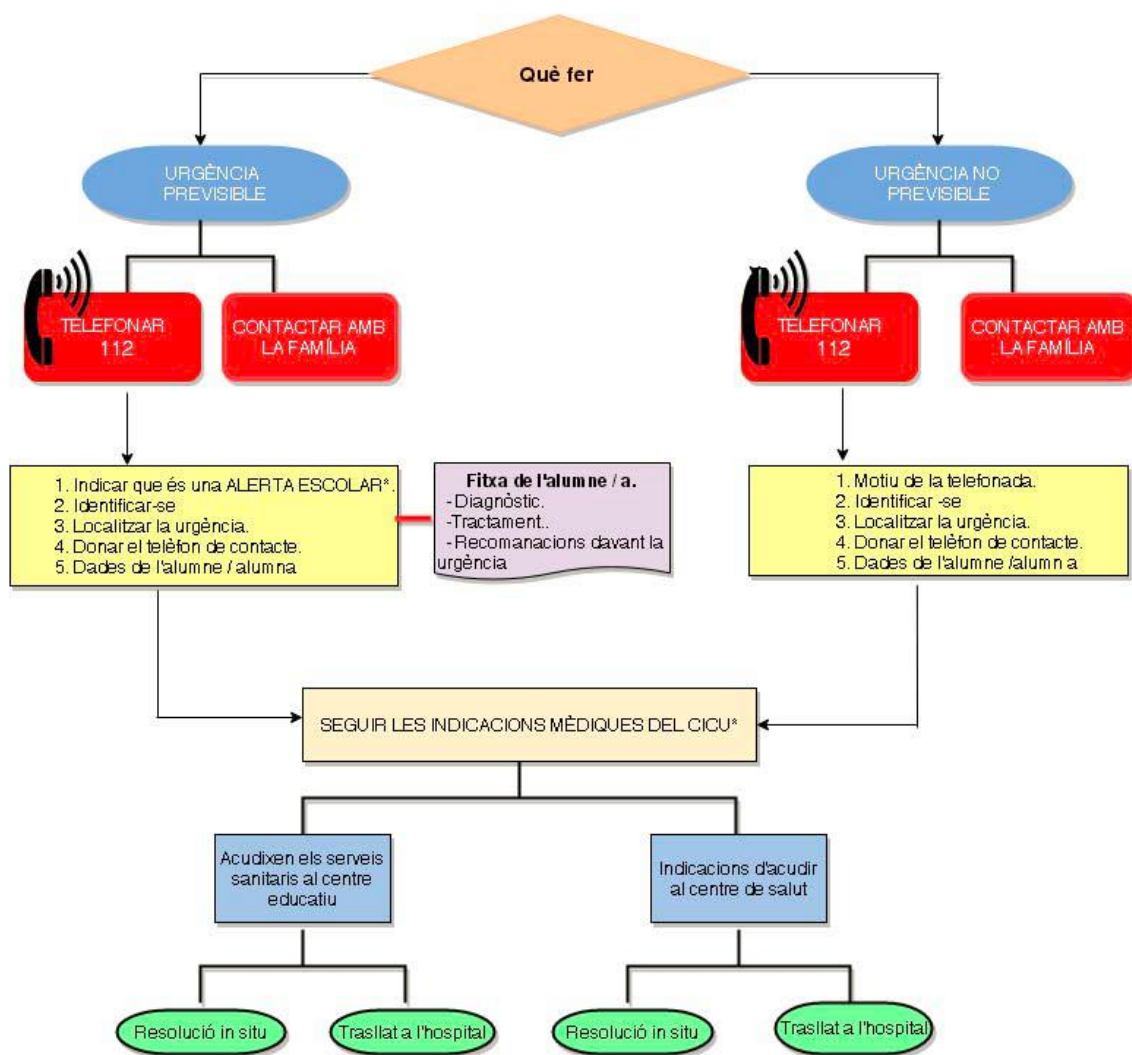 Què fer
URGÈNCIA
PREVISIBLE
URGÈNCIA NO
PREVISIBLE
TELEFONAR
112
CONTACTAR AMB
LA FAMÍLIA
TELEFONAR
112
CONTACTAR AMB
LA FAMÍLIA
1. Indicar que és una ALERTA ESCOLAR*.
2. Identificar-se
3. Localitzar la urgència.
4. Donar el telèfon de contacte.
5. Dades de l'alumne / alumna
Fitxa de l'alumne / a.
- Diagnòstic.
- Tractament..
- Recomanacions davant la
urgència
1. Motiu de la telefonada.
2. Identificar -se
3. Localitzar la urgència.
4. Donar el telèfon de contacte.
5. Dades de l'alumne /alumn a
SEGUIR LES INDICACIONS MÈDIQUES DEL CICU*
Acudixen els serveis
sanitaris al centre
educatiu
Indicacions d'acudir
al centre de salut
Resolució in situ
Trasllat a l'hospital
Resolució in situ
Trasllat a l'hospital